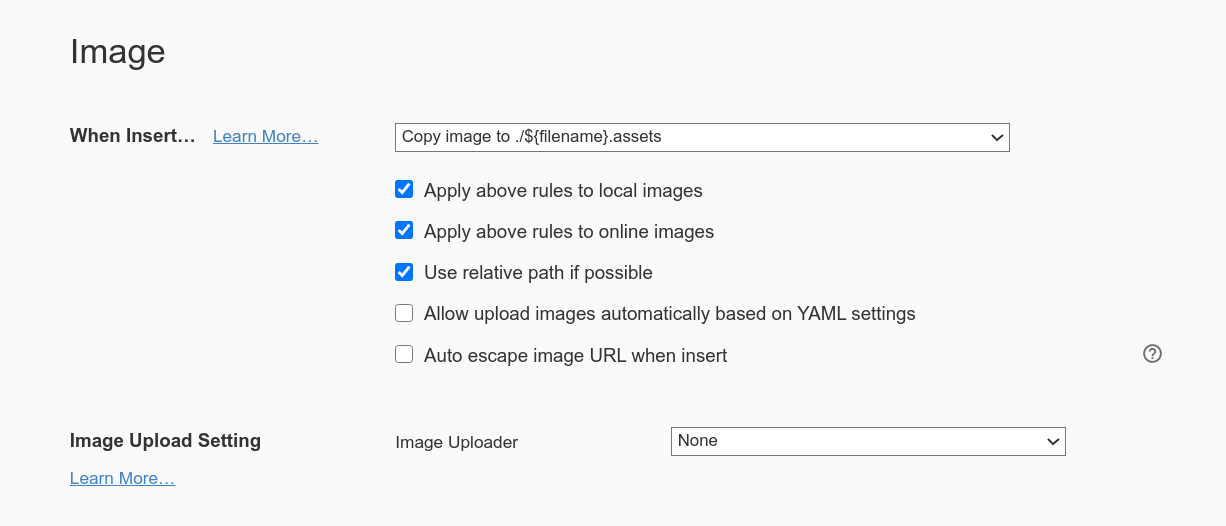 Image
When Insert... Learn More...
Copy image to ./${filename}.assets
Apply above rules to local images
Apply above rules to online images
Use relative path if possible
Allow upload images automatically based on YAML settings
Auto escape image URL when insert
Image Upload Setting
Learn More...
Image Uploader
None